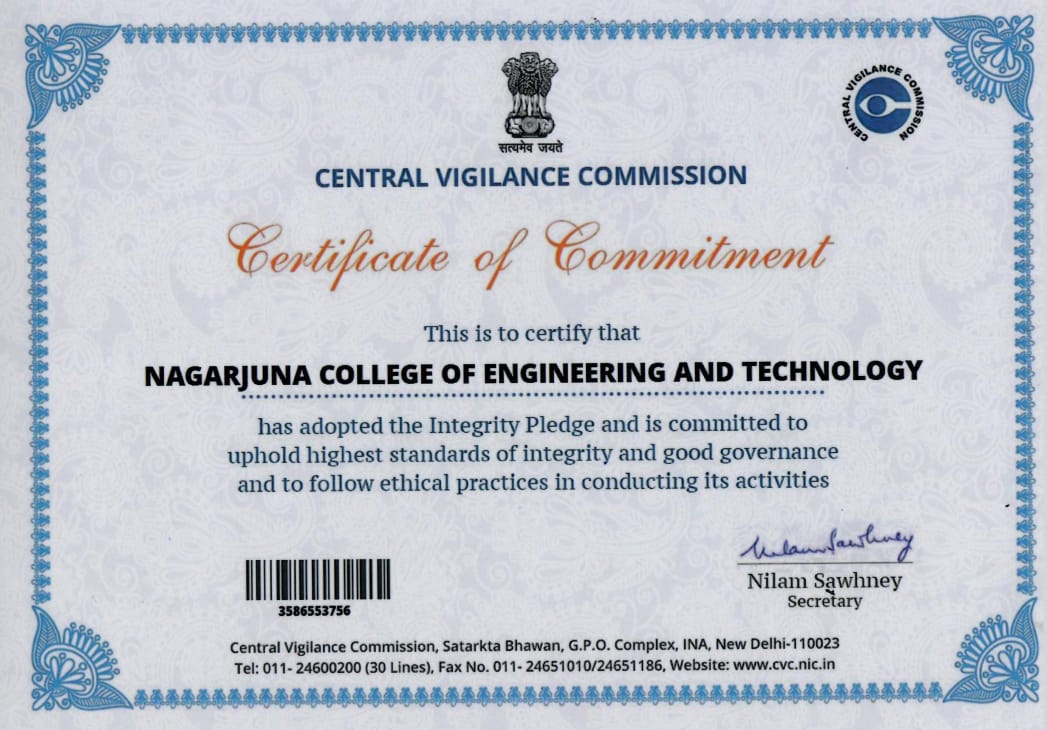 सत्यमेव जयते
CENTRAL VIGILANCE COMMISSION
CENTRAL VIGILANCE COMMISSION
Certificate of Commitment
This is to certify that
NAGARJUNA COLLEGE OF ENGINEERING AND TECHNOLOGY
has adopted the Integrity Pledge and is committed to
uphold highest standards of integrity and good governance
and to follow ethical practices in conducting its activities
Nilam Sawhney
3586553756
Nilam Sawhney
Secretary
Central Vigilance Commission, Satarkta Bhawan, G.P.O. Complex, INA, New Delhi-110023
Tel: 011- 24600200 (30 Lines), Fax No. 011- 24651010/24651186, Website: www.cvc.nic.in